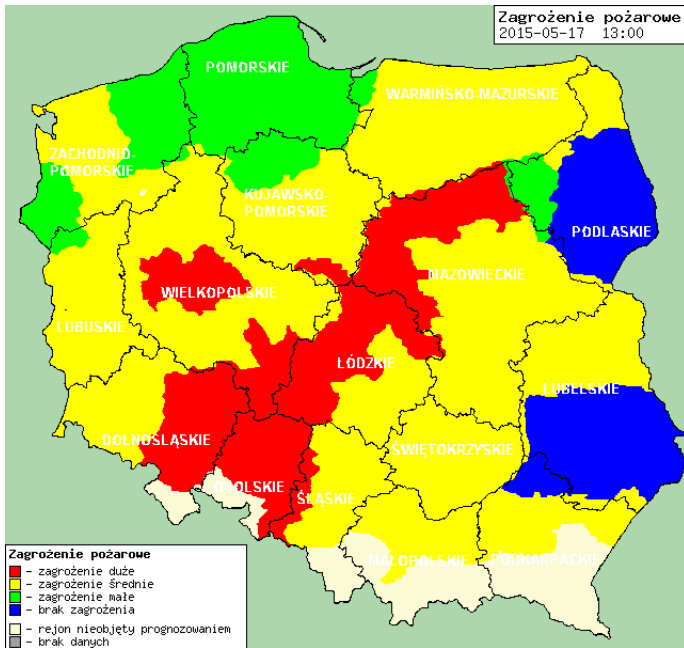 Zagrożenie pożarowe
2015-05-17 13:00
POMORSKIE
WARMIŃSKO-MAZURSKIE
ZACHODNIO-
POMORSKIE
KUJAWSKO-
POMORSKIE
PODLASKIE
MAZOWIECKIE
WIELKOPOLSKIE
LUBUSKIE
ŁÓDZKIE
LUBELSKIE
DOLNOŚLĄSKIE
ŚWIĘTOKRZYSKIE
OPOLSKIE
ŚLĄSKIE
MAŁOPOLSKIE
PODKARPACKIE
Zagrożenie pożarowe
- zagrożenie duże
- zagrożenie średnie
- zagrożenie małe
- brak zagrożenia
- rejon nieobjęty prognozowaniem
- brak danych